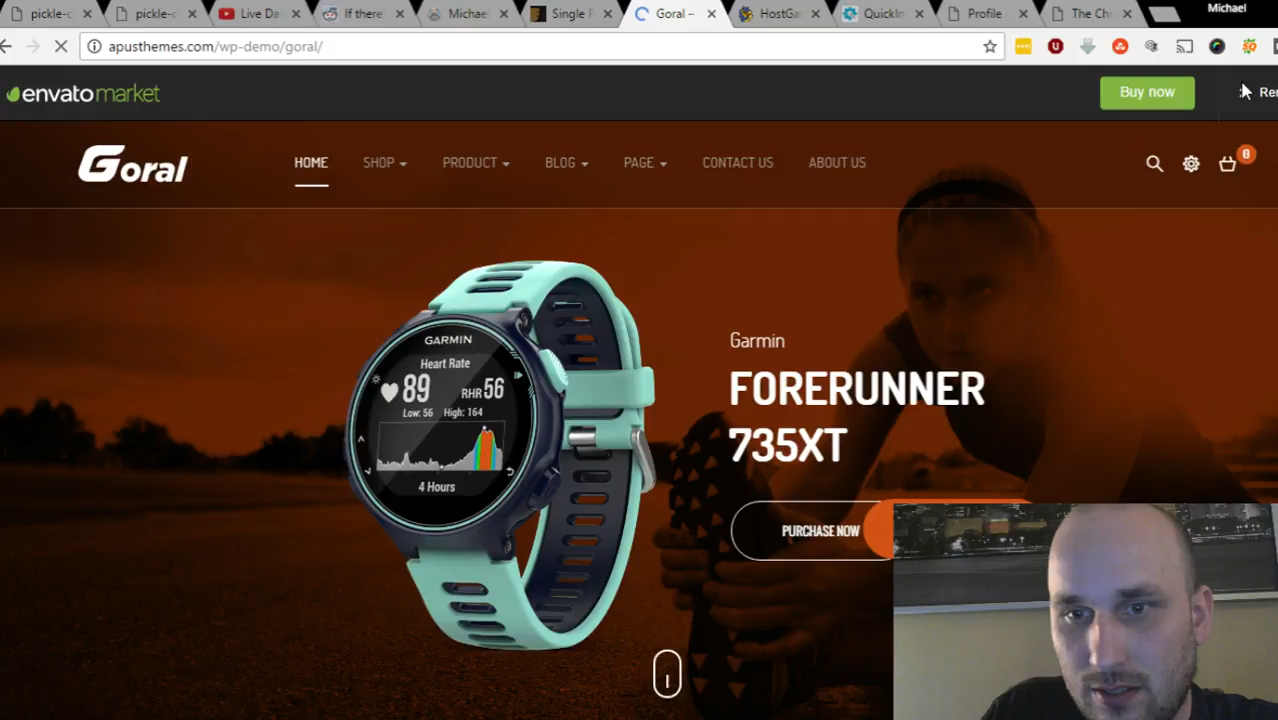 Michael
pickle-c
pickle-c
Live Da
If there
Michae
Single P
Goral –
HostGa
QuickIn
Profile
The Ch
apusthemes.com/wp-demo/goral/
envatomarket
Buy now
Goral
HOME
SHOP
PRODUCT
BLOG
PAGE
CONTACT US
ABOUT US
0
GARMIN
Heart Rate
89
RHR 56
Low: 56 High: 164
4 Hours
Garmin
FORERUNNER
735XT
PURCHASE NOW